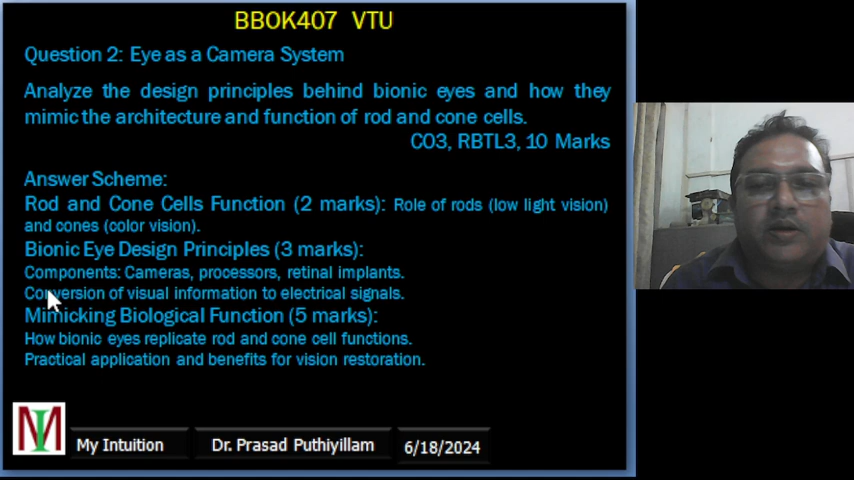 BBOK407 VTU
Question 2: Eye as a Camera System
Analyze the design principles behind bionic eyes and how they
mimic the architecture and function of rod and cone cells.
CO3, RBTL3, 10 Marks
Answer Scheme:
Rod and Cone Cells Function (2 marks): Role of rods (low light vision)
and cones (color vision).
Bionic Eye Design Principles (3 marks):
Components: Cameras, processors, retinal implants.
Conversion of visual information to electrical signals.
Mimicking Biological Function (5 marks):
How bionic eyes replicate rod and cone cell functions.
Practical application and benefits for vision restoration.
MI
My Intuition
Dr. Prasad Puthiyillam
6/18/2024